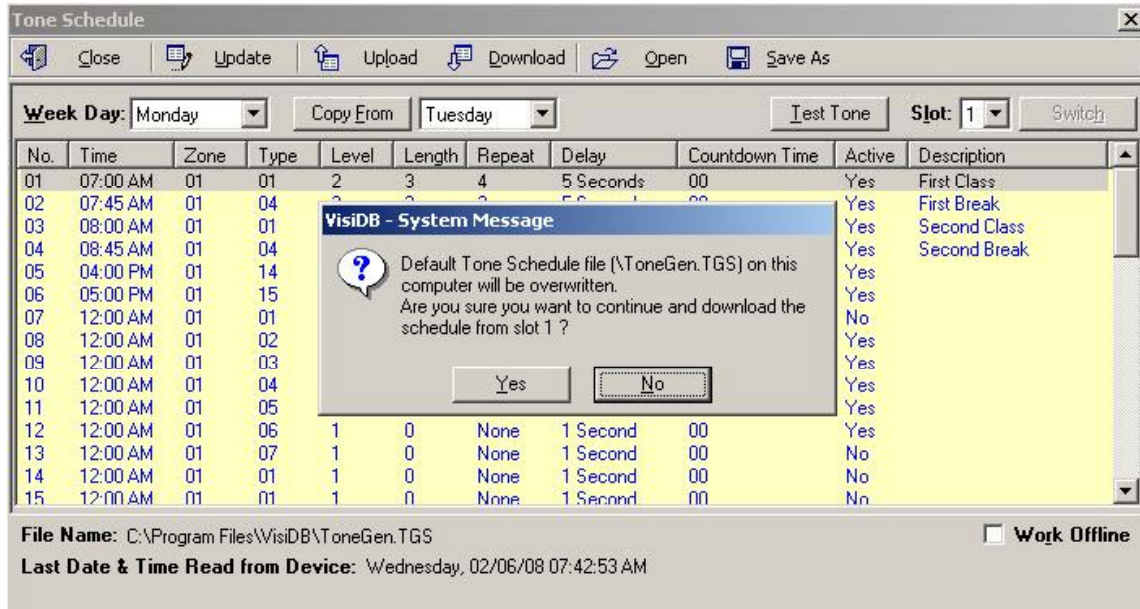 Tone Schedule
Close Update Upload Download Open Save As
Week Day: Monday Copy From Tuesday Test Tone Slot: 1 Switch
No. Time Zone Type Level Length Repeat Delay Countdown Time Active Description
01 07:00 AM 01 01 2 3 4 5 Seconds 00 Yes First Class
02 07:45 AM 01 04 Yes First Break
03 08:00 AM 01 01 Yes Second Class
04 08:45 AM 01 04 Yes Second Break
05 04:00 PM 01 14 Yes
06 05:00 PM 01 15 Yes
07 12:00 AM 01 01 No
08 12:00 AM 01 02 Yes
09 12:00 AM 01 03 Yes
10 12:00 AM 01 04 Yes
11 12:00 AM 01 05 Yes
12 12:00 AM 01 06 1 0 None 1 Second 00 Yes
13 12:00 AM 01 07 1 0 None 1 Second 00 No
14 12:00 AM 01 01 1 0 None 1 Second 00 No
15 12:00 AM 01 01 1 0 None 1 Second 00 No
VisiDB - System Message
Default Tone Schedule file (\ToneGen.TGS) on this
computer will be overwritten.
Are you sure you want to continue and download the
schedule from slot 1 ?
Yes No
File Name: C:\Program Files\VisiDB\ToneGen.TGS
Work Offline
Last Date & Time Read from Device: Wednesday, 02/06/08 07:42:53 AM